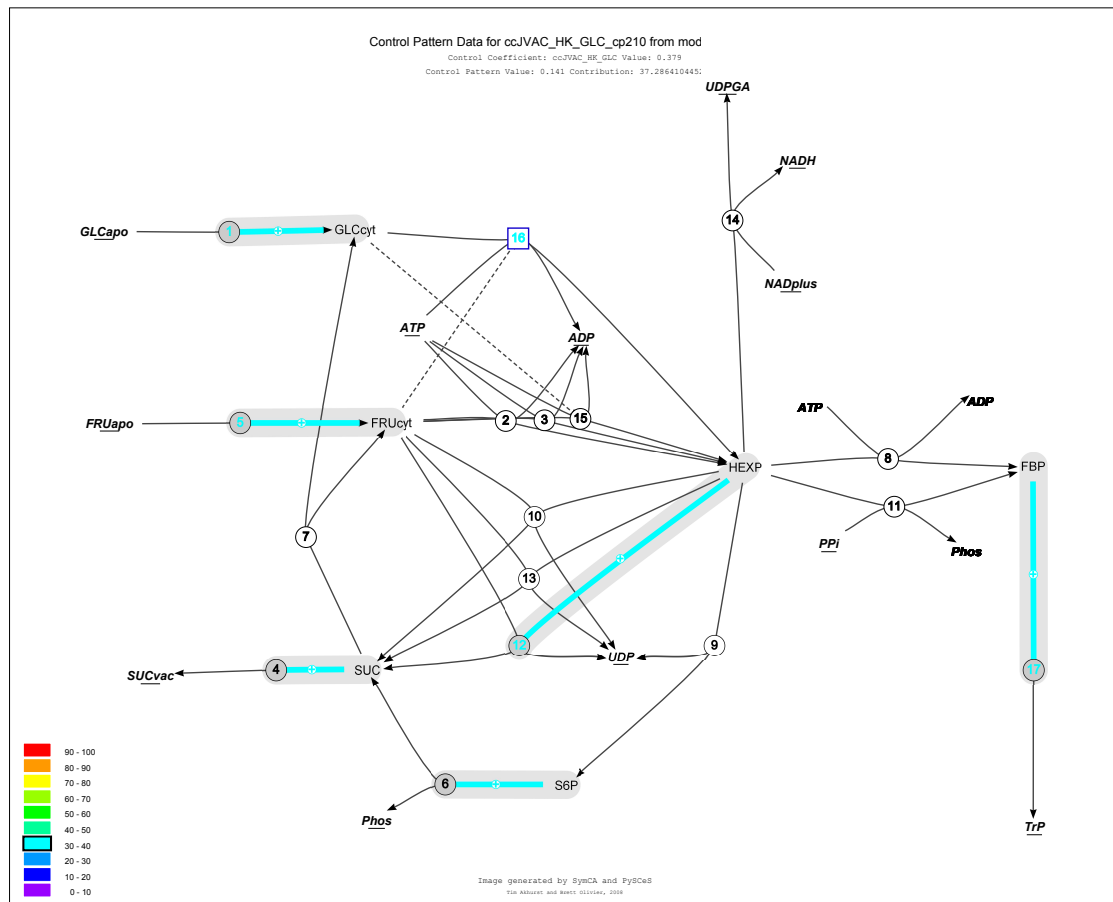 Control Pattern Data for ccJVAC_HK_GLC_cp210 from mod
Control Coefficient: ccJVAC_HK_GLC Value: 0.379
Control Pattern Value: 0.141 Contribution: 37.2864104452
UDPGA
NADH
14
GLCapo
1
GLCcyt
16
NADplus
ATP
ADP
FRUapo
5
FRUcyt
2
3
15
ATP
ADP
8
HEXP
FBP
10
11
7
PPi
Phos
13
12
9
UDP
SUCvac
4
SUC
17
6
S6P
Phos
TrP
90 - 100
80 - 90
70 - 80
60 - 70
50 - 60
40 - 50
30 - 40
20 - 30
10 - 20
0 - 10
Image generated by SymCA and PySCeS
Tim Akhurst and Brett Olivier, 2006